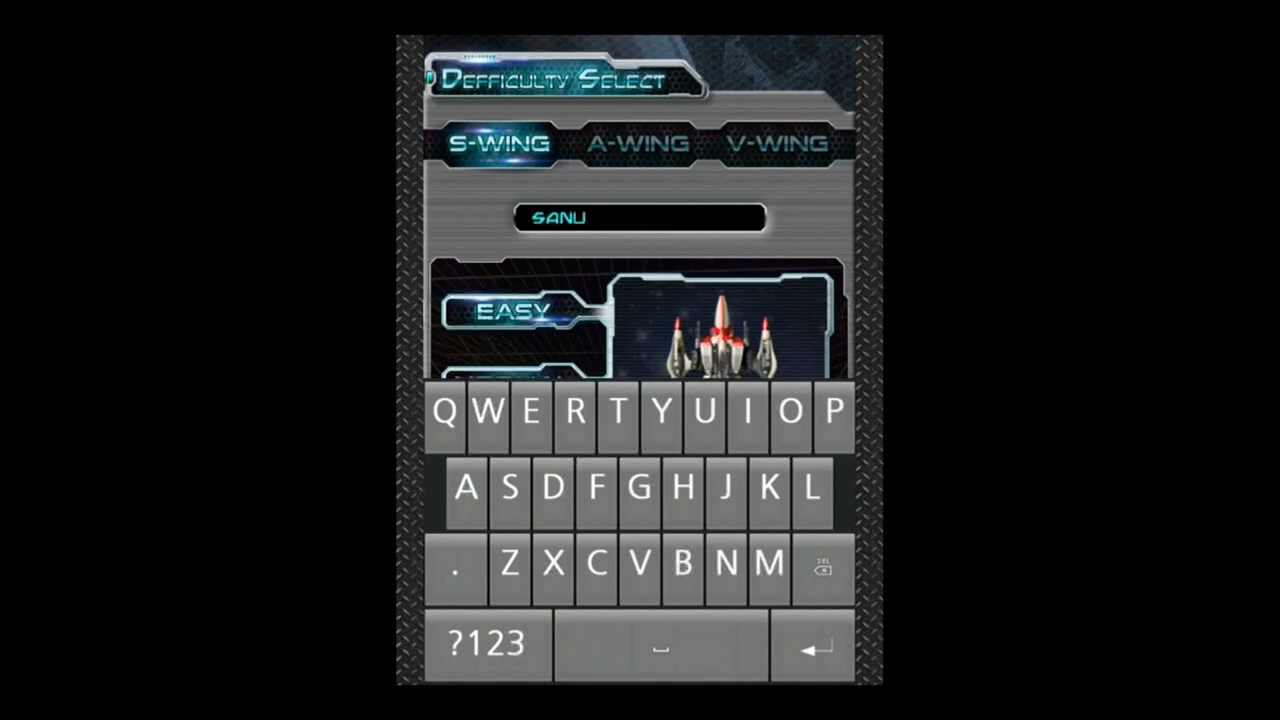 DEFFICULTY SELECT
S-WING A-WING V-WING
SANU
EASY
Q W E R T Y U I O P
A S D F G H J K L
. Z X C V B N M DEL
?123